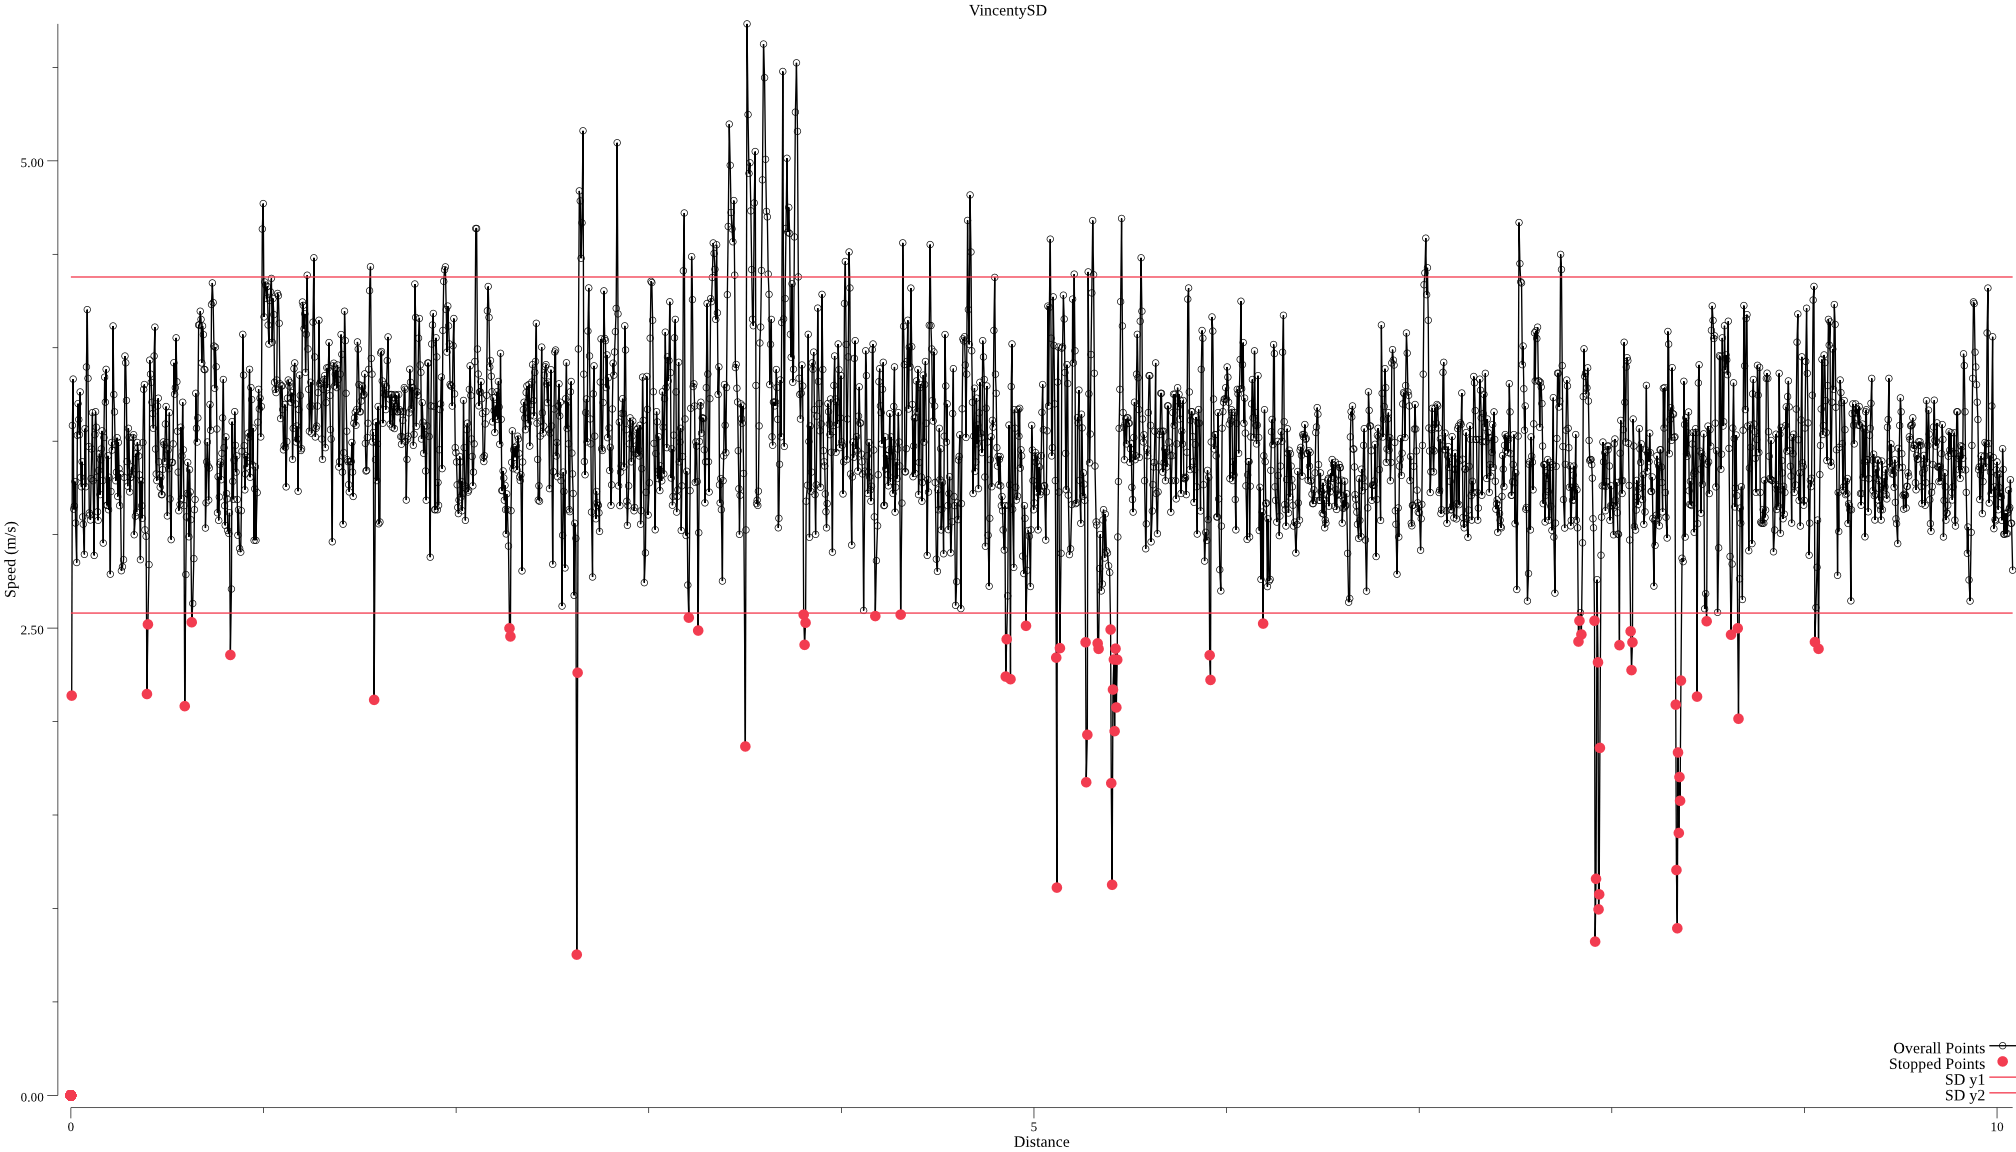 VincentySD
5.00
2.50
0.00
Speed (m/s)
0
5
10
Distance
Overall Points
Stopped Points
SD y1
SD y2